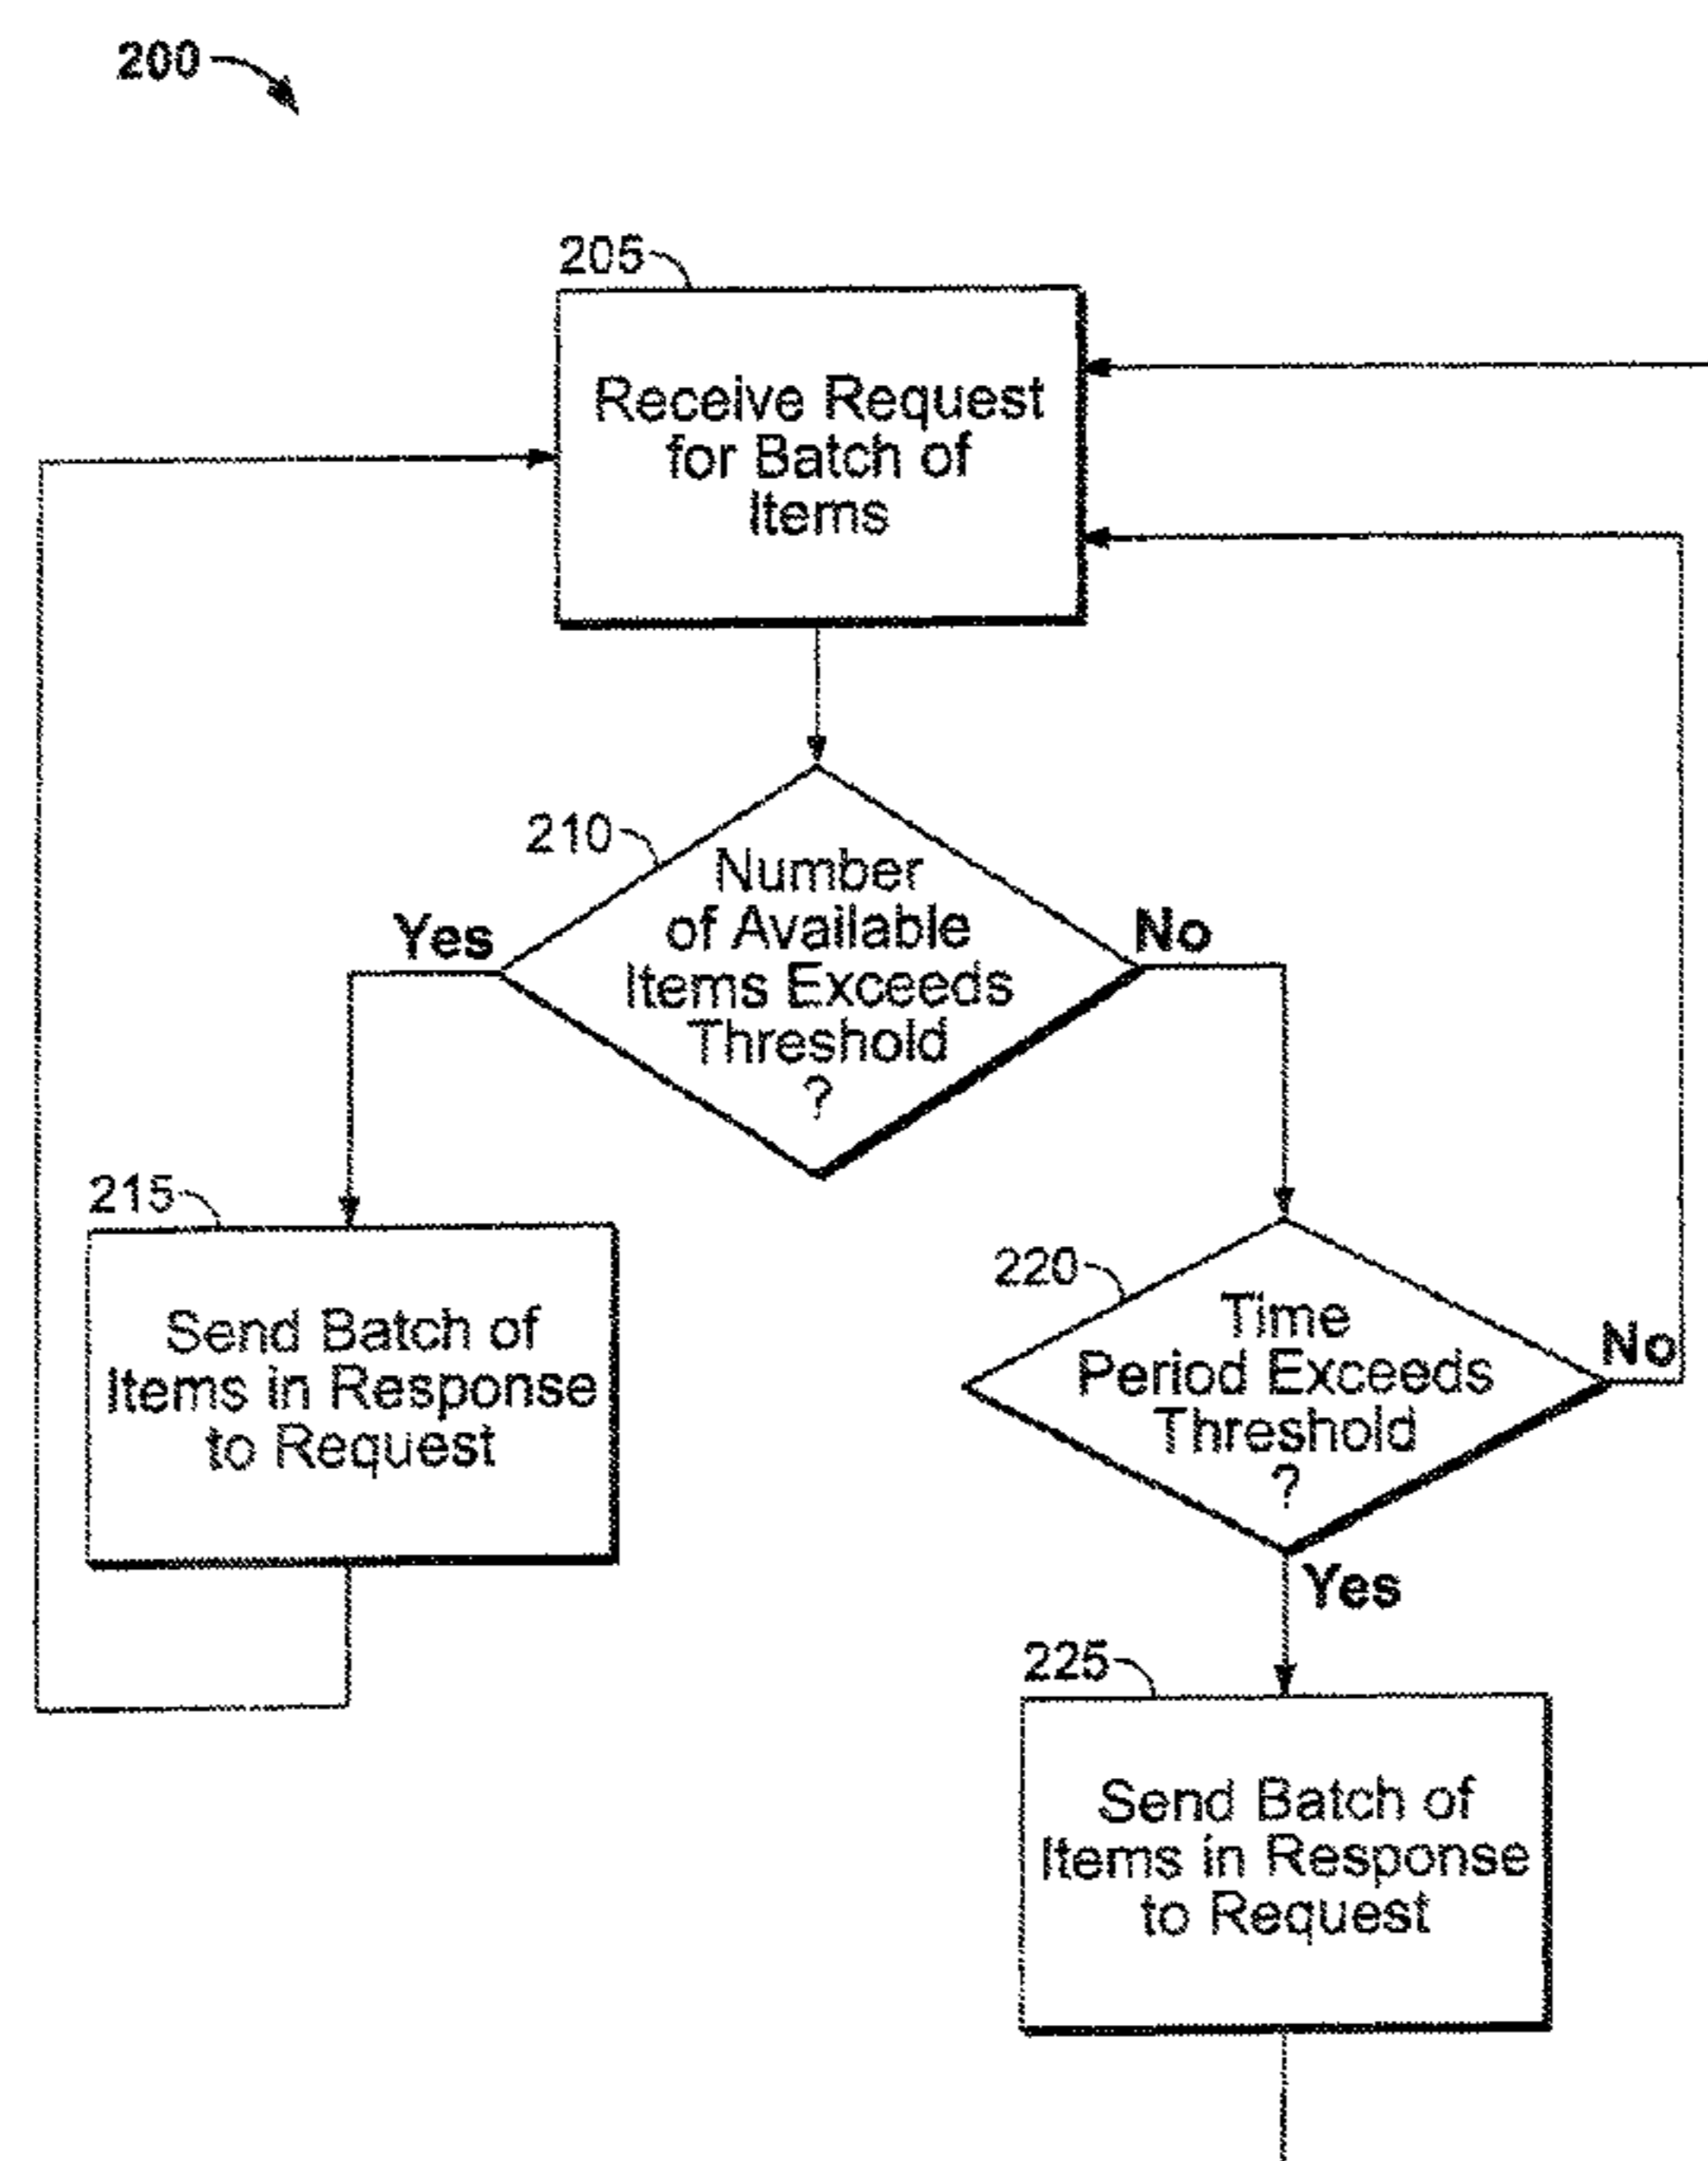 200
205
Receive Request
for Batch of
Items
210
Number
of Available
Items Exceeds
Threshold
?
Yes
No
215
Send Batch of
Items in Response
to Request
220
Time
Period Exceeds
Threshold
?
No
Yes
225
Send Batch of
Items in Response
to Request